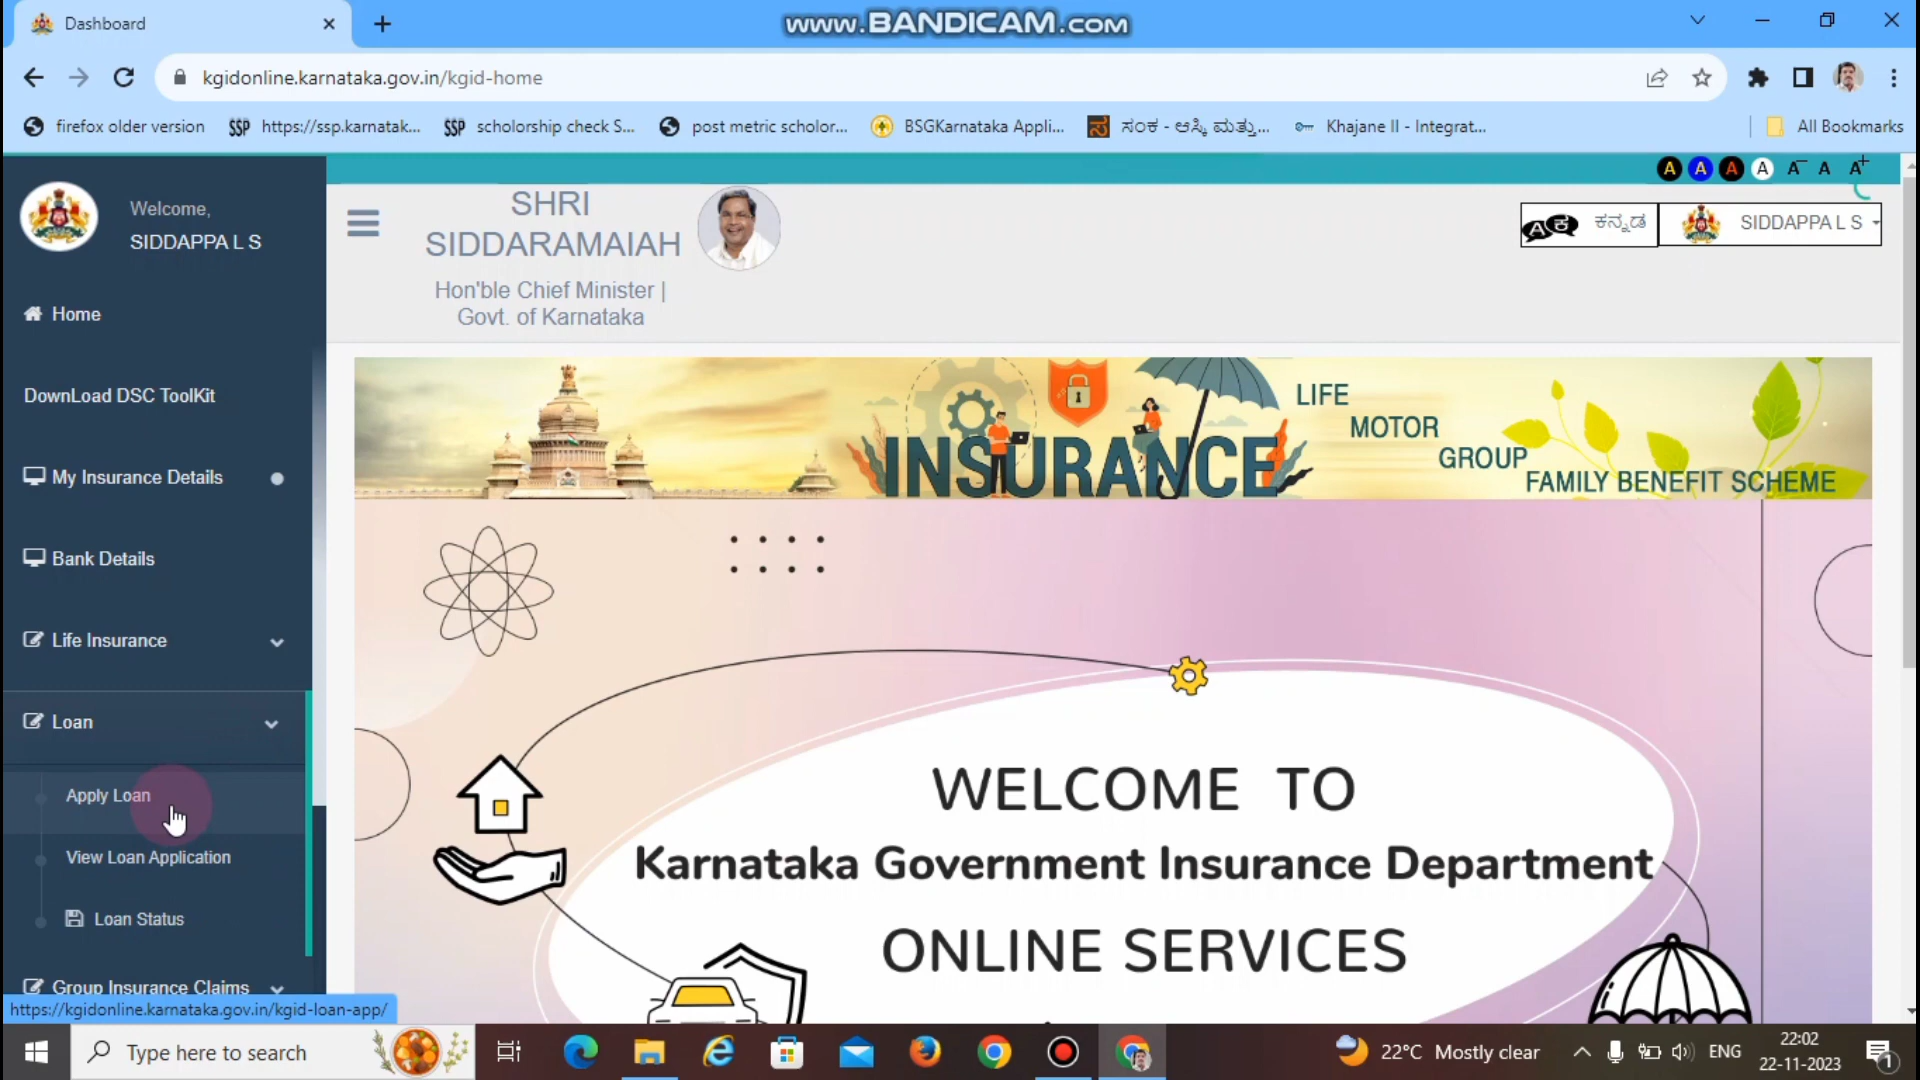 Dashboard
www.BANDICAM.com
kgidonline.karnataka.gov.in/kgid-home
firefox older version
SSP https://ssp.karnatak...
SSP scholorship check S...
post metric scholor...
BSGKarnataka Appli...
ಸಂಕ - ಆಸ್ತಿ ಮತ್ತು...
Khajane II - Integrat...
All Bookmarks
A A A A A- A A+
Welcome,
SIDDAPPA L S
Home
DownLoad DSC ToolKit
My Insurance Details
Bank Details
Life Insurance
Loan
Apply Loan
View Loan Application
Loan Status
Group Insurance Claims
https://kgidonline.karnataka.gov.in/kgid-loan-app/
SHRI
SIDDARAMAIAH
Hon'ble Chief Minister |
Govt. of Karnataka
ಕನ್ನಡ
SIDDAPPA L S
INSURANCE
LIFE
MOTOR
GROUP
FAMILY BENEFIT SCHEME
WELCOME TO
Karnataka Government Insurance Department
ONLINE SERVICES
Type here to search
22°C Mostly clear
ENG
22:02
22-11-2023
1